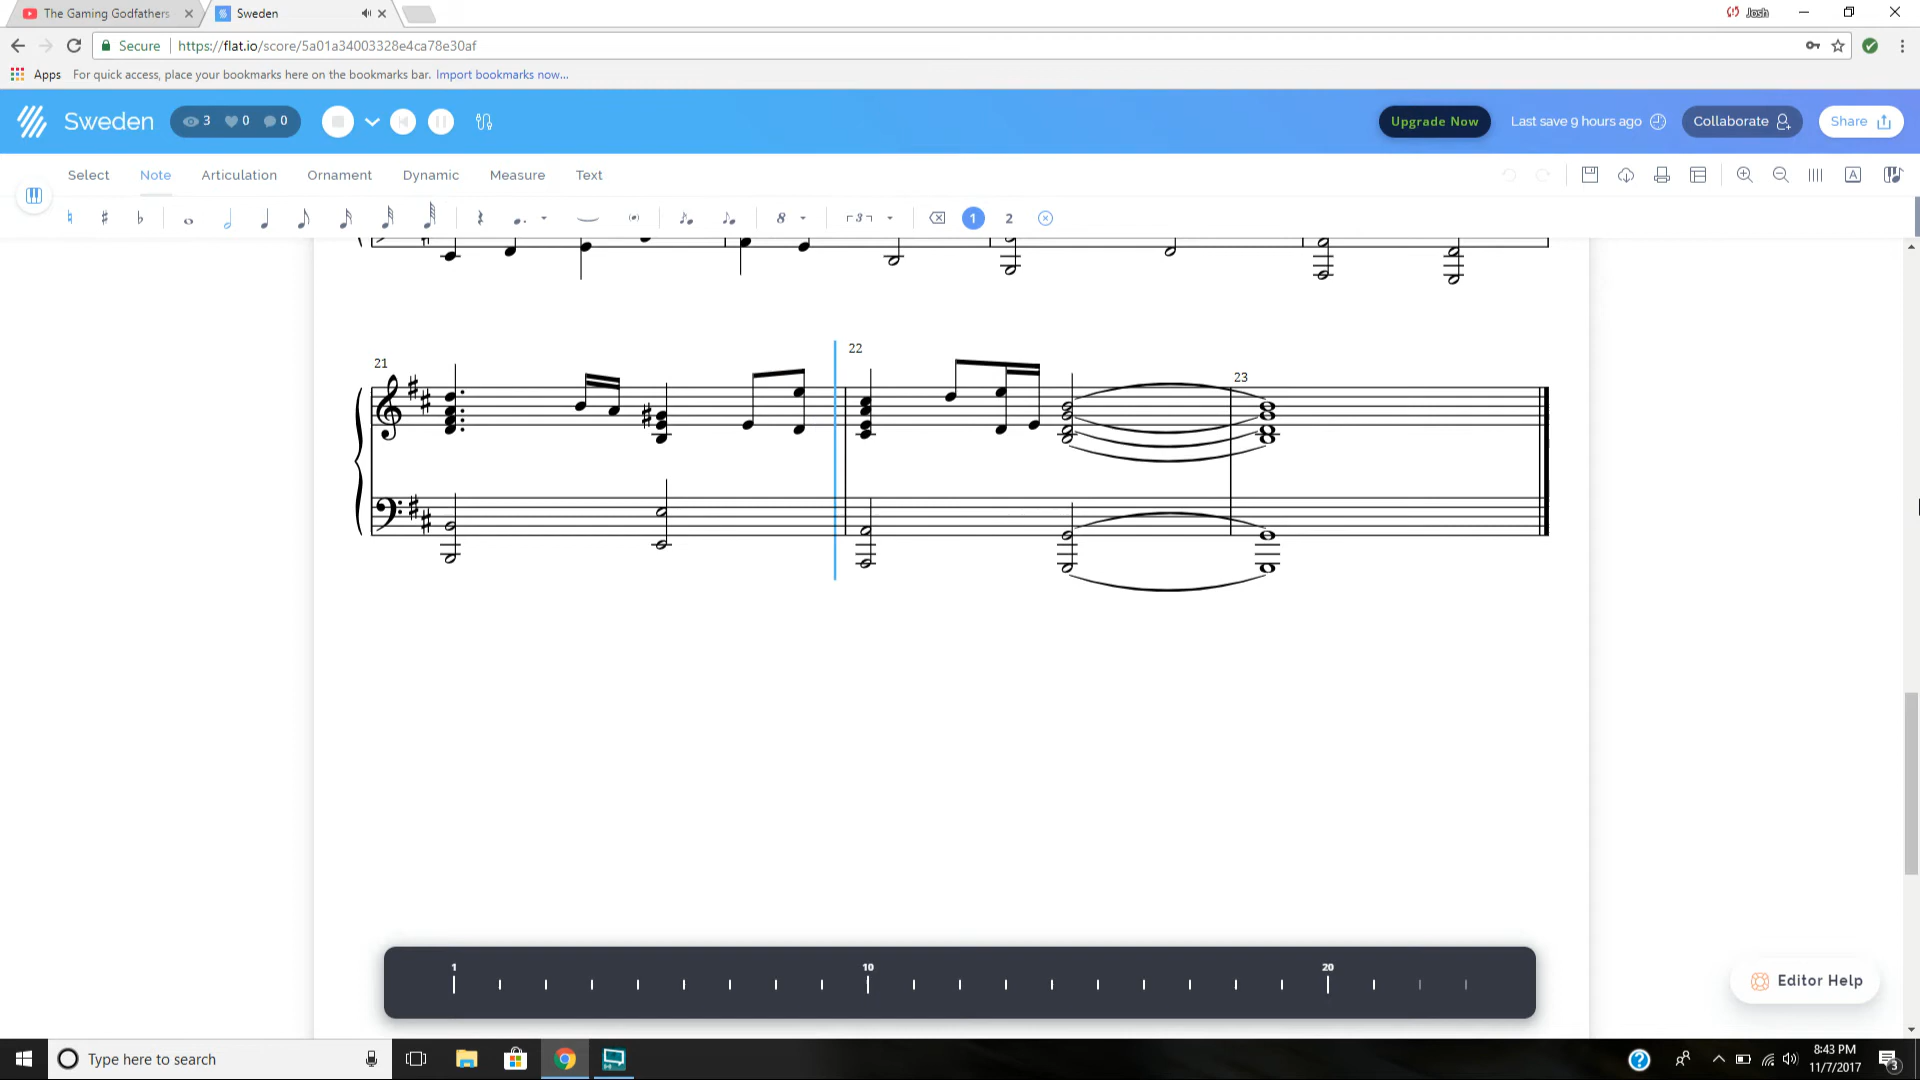 The Gaming Godfathers
Sweden
Josh
Secure https://flat.io/score/5a01a34003328e4ca78e30af
Apps For quick access, place your bookmarks here on the bookmarks bar. Import bookmarks now...
Sweden 3 0 0 Upgrade Now Last save 9 hours ago Collaborate Share
Select Note Articulation Ornament Dynamic Measure Text A
8 3 1 2
21 22 23
1 10 20
Editor Help
Type here to search
8:43 PM
11/7/2017
3